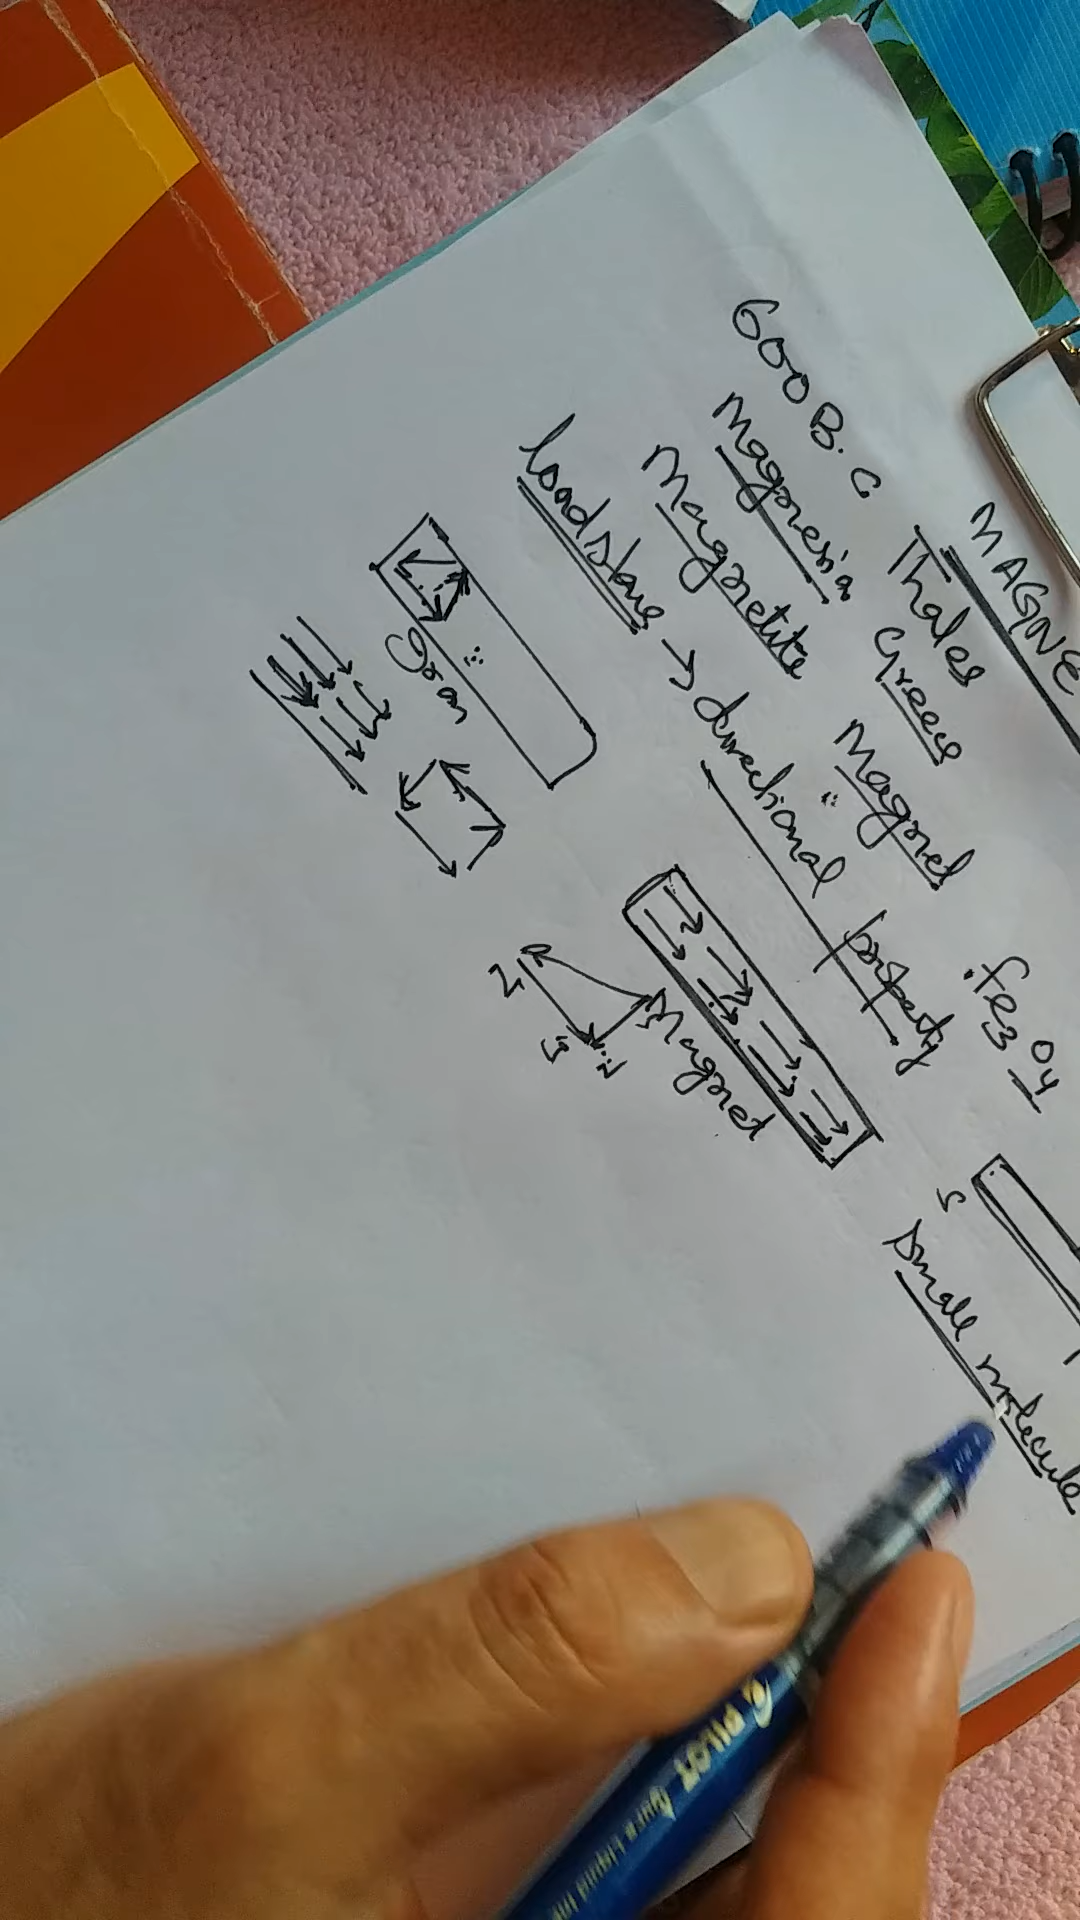 MAGNE
600 B.C Thales Greece
Magnesia Magnet .Fe3O4
Magnetite
loadstone → directional property
S
small molecule
Iron
Magnet
N S N S
PILOT